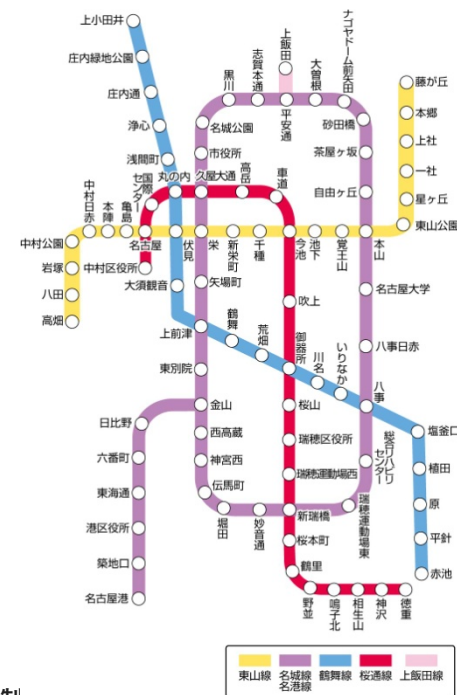 上小田井
庄内緑地公園
庄内通
浄心
浅間町
丸の内
国際センター
中村日赤
本陣
亀島
名古屋
中村公園
岩塚
八田
高畑
中村区役所
伏見
大須観音
黒川
志賀本通
上飯田
平安通
大曽根
ナゴヤドーム前矢田
砂田橋
名城公園
市役所
久屋大通
高岳
車道
茶屋ヶ坂
自由ヶ丘
藤が丘
本郷
上社
一社
星ヶ丘
東山公園
栄
新栄町
千種
今池
池下
覚王山
本山
矢場町
上前津
鶴舞
荒畑
吹上
御器所
川名
いりなか
名古屋大学
八事日赤
八事
東別院
金山
日比野
六番町
東海通
港区役所
築地口
名古屋港
西高蔵
神宮西
伝馬町
堀田
妙音通
新瑞橋
桜山
瑞穂区役所
瑞穂運動場西
瑞穂運動場東
総合リハビリセンター
塩釜口
植田
原
平針
赤池
桜本町
鶴里
野並
鳴子北
相生山
神沢
徳重
東山線
名城線
名港線
鶴舞線
桜通線
上飯田線